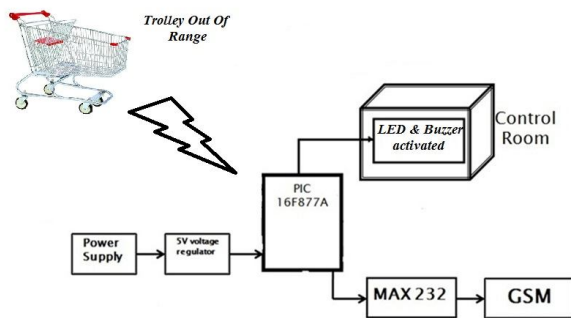 Trolley Out Of
Range
LED & Buzzer
activated
Control
Room
PIC
16F877A
Power
Supply
5V voltage
regulator
MAX 232
GSM